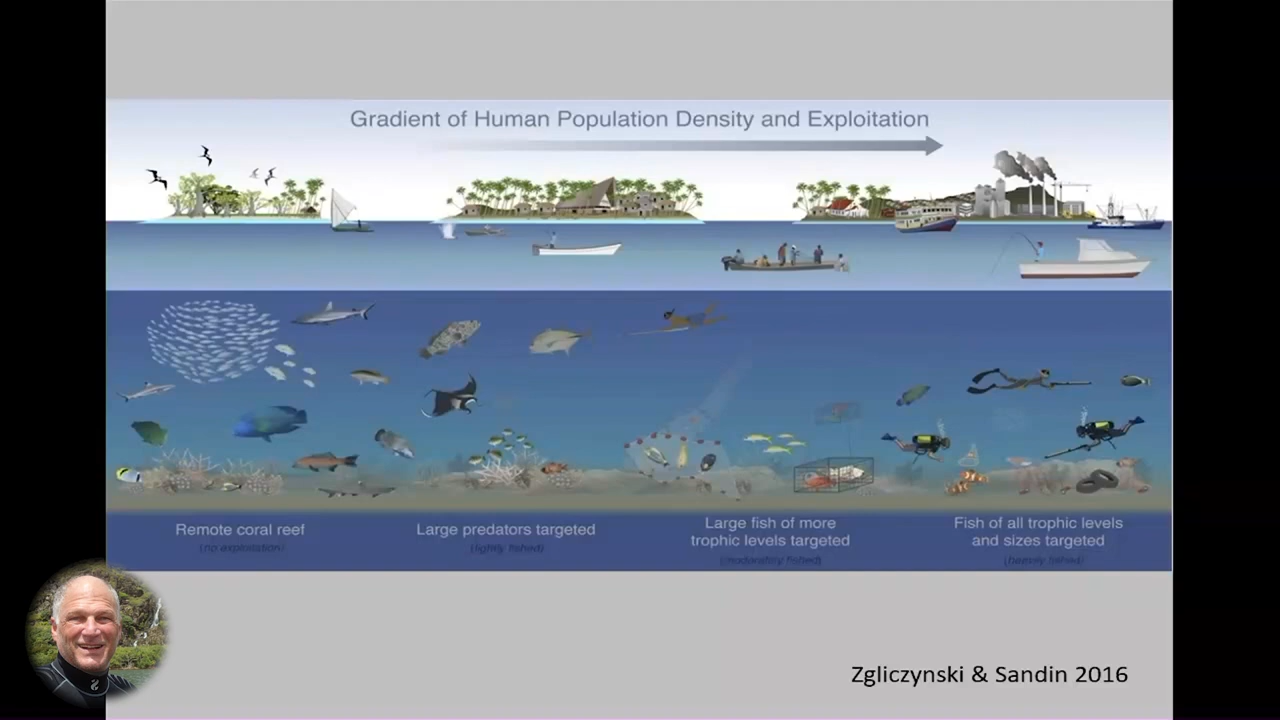 Gradient of Human Population Density and Exploitation
Remote coral reef
(no exploitation)
Large predators targeted
(lightly fished)
Large fish of more
trophic levels targeted
(moderately fished)
Fish of all trophic levels
and sizes targeted
(heavily fished)
Zgliczynski & Sandin 2016